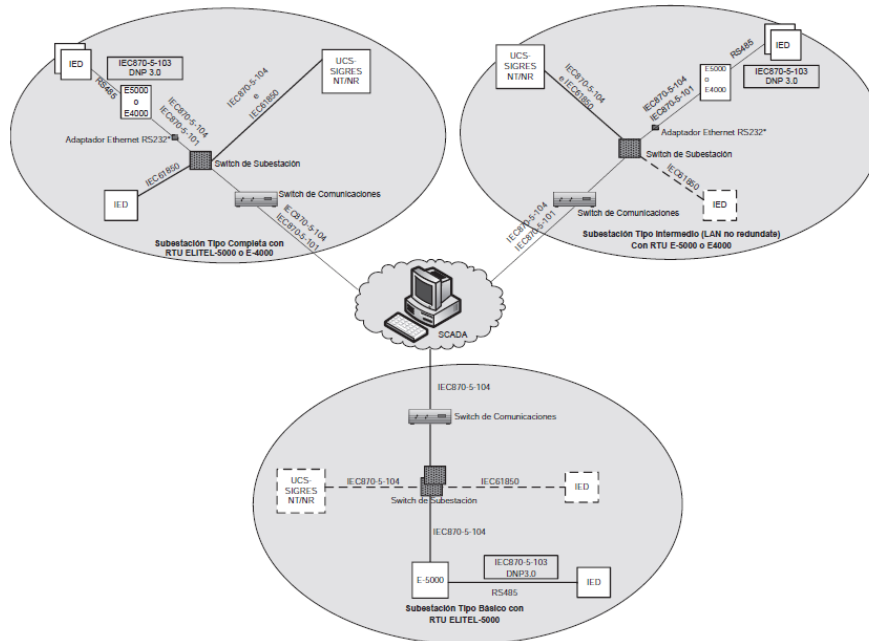 IED
IEC870-5-103
DNP 3.0
RS485
E5000
o
E4000
IEC870-5-104
IEC870-5-101
Adaptador Ethernet RS232*
IEC870-5-104
e
IEC61850
UCS-
SIGRES
NT/NR
Switch de Subestación
IEC61850
IED
Switch de Comunicaciones
IEC870-5-104
IEC870-5-101
Subestación Tipo Completa con
RTU ELITEL-5000 o E-4000
UCS-
SIGRES
NT/NR
IEC870-5-104
e IEC61850
IEC870-5-104
IEC870-5-101
E5000
o
E4000
RS485
IED
IEC870-5-103
DNP 3.0
Adaptador Ethernet RS232*
Switch de Subestación
IEC61850
IED
Switch de Comunicaciones
IEC870-5-104
IEC870-5-101
Subestación Tipo Intermedio (LAN no redundate)
Con RTU E-5000 o E4000
SCADA
IEC870-5-104
Switch de Comunicaciones
UCS-
SIGRES
NT/NR
IEC870-5-104
IEC61850
IED
Switch de Subestación
IEC870-5-104
E-5000
IEC870-5-103
DNP3.0
RS485
IED
Subestación Tipo Básico con
RTU ELITEL-5000